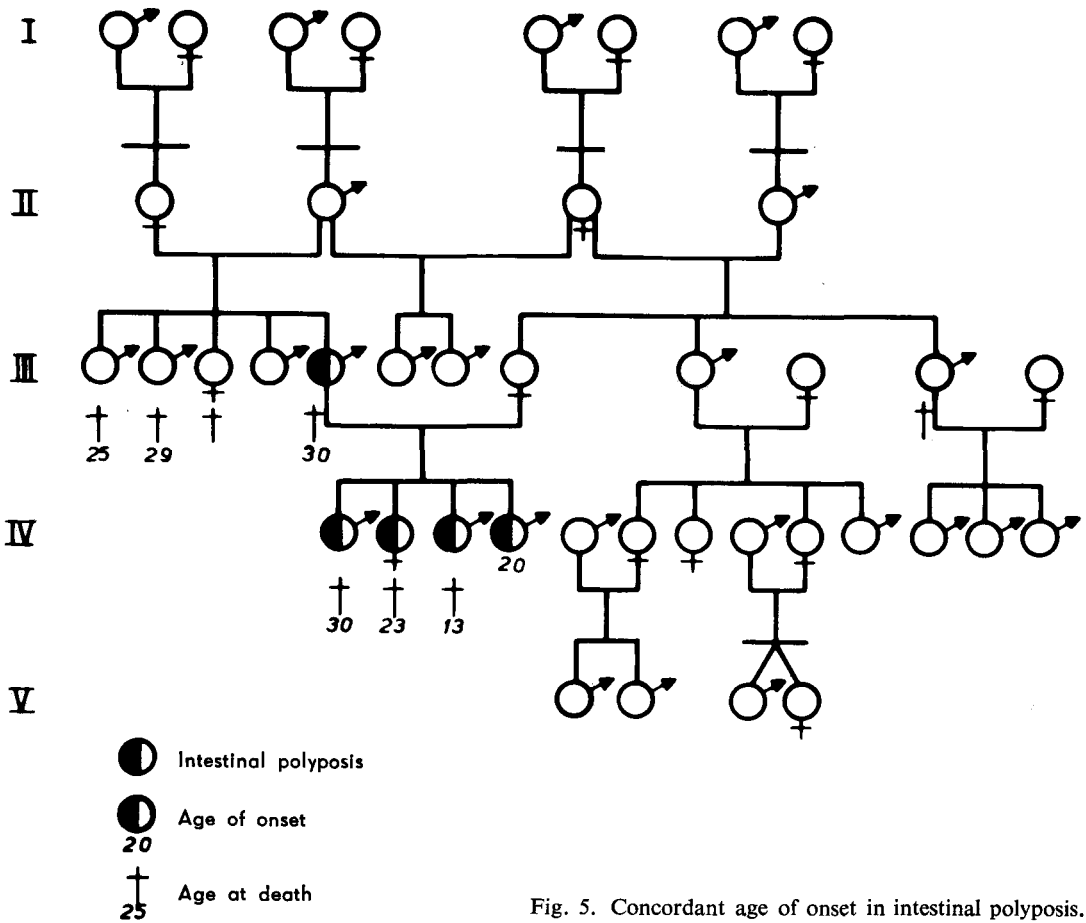 I
II
III
25 29 30
IV
20
30 23 13
V
Intestinal polyposis
Age of onset
20
Age at death
25
Fig. 5. Concordant age of onset in intestinal polyposis.